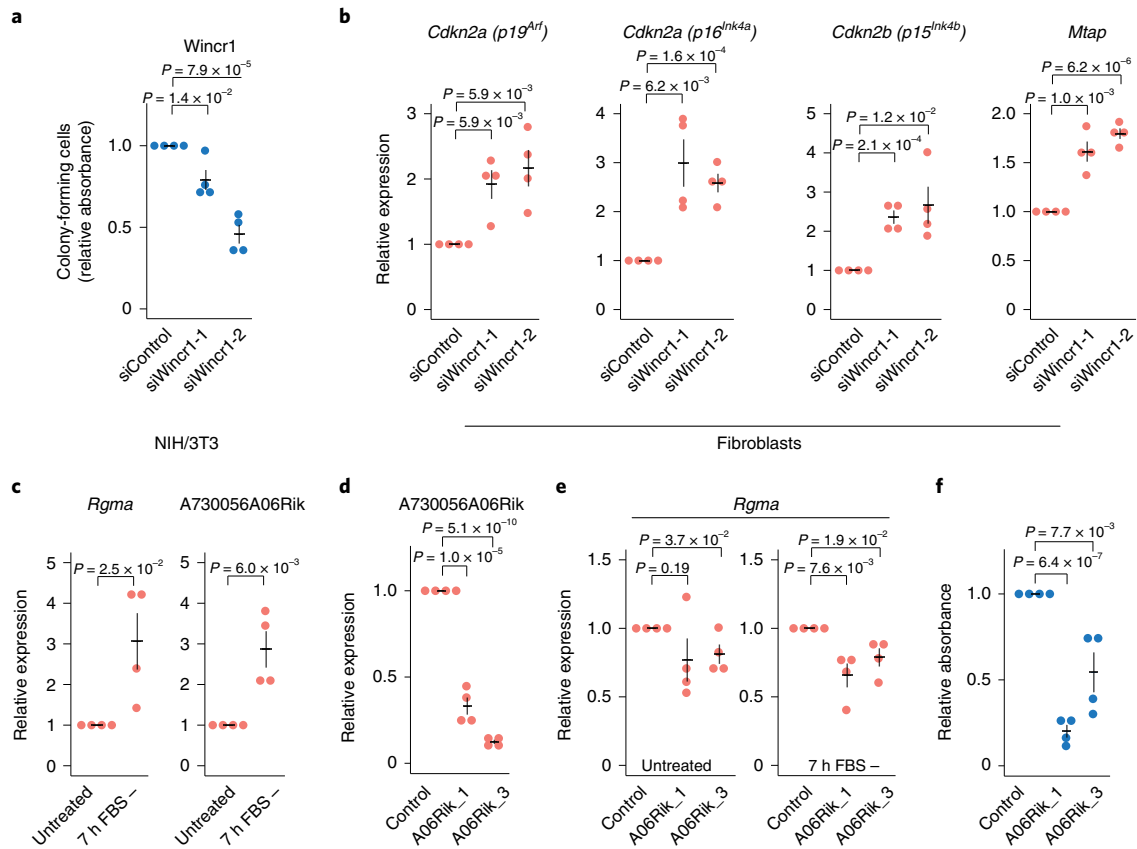 a
Wincr1
P = 7.9 × 10⁻⁵
P = 1.4 × 10⁻²
Colony-forming cells
(relative absorbance)
1.0
0.5
0
siControl
siWincr1-1
siWincr1-2
NIH/3T3
b
Cdkn2a (p19ᴬʳᶠ)
P = 5.9 × 10⁻³
P = 5.9 × 10⁻³
Relative expression
3
2
1
0
siControl
siWincr1-1
siWincr1-2
Cdkn2a (p16ᴵⁿᵏ⁴ᵃ)
P = 1.6 × 10⁻⁴
P = 6.2 × 10⁻³
4
3
2
1
0
siControl
siWincr1-1
siWincr1-2
Cdkn2b (p15ᴵⁿᵏ⁴ᵇ)
P = 1.2 × 10⁻²
P = 2.1 × 10⁻⁴
5
4
3
2
1
0
siControl
siWincr1-1
siWincr1-2
Mtap
P = 6.2 × 10⁻⁶
P = 1.0 × 10⁻³
2.0
1.5
1.0
0.5
0
siControl
siWincr1-1
siWincr1-2
Fibroblasts
c
Rgma
P = 2.5 × 10⁻²
Relative expression
5
4
3
2
1
0
Untreated
7 h FBS –
A730056A06Rik
P = 6.0 × 10⁻³
5
4
3
2
1
0
Untreated
7 h FBS –
d
A730056A06Rik
P = 5.1 × 10⁻¹⁰
P = 1.0 × 10⁻⁵
Relative expression
1.0
0.5
0
Control
A06Rik_1
A06Rik_3
e
Rgma
P = 3.7 × 10⁻²
P = 0.19
Relative expression
1.5
1.0
0.5
0
Untreated
Control
A06Rik_1
A06Rik_3
P = 1.9 × 10⁻²
P = 7.6 × 10⁻³
1.5
1.0
0.5
0
7 h FBS –
Control
A06Rik_1
A06Rik_3
f
P = 7.7 × 10⁻³
P = 6.4 × 10⁻⁷
Relative absorbance
1.0
0.5
0
Control
A06Rik_1
A06Rik_3